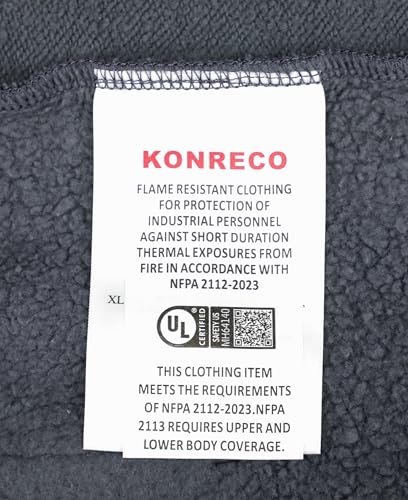 KONRECO
FLAME RESISTANT CLOTHING
FOR PROTECTION OF
INDUSTRIAL PERSONNEL
AGAINST SHORT DURATION
THERMAL EXPOSURES FROM
FIRE IN ACCORDANCE WITH
NFPA 2112-2023
XL
UL
CERTIFIED
SAFETY US
MH64140
THIS CLOTHING ITEM
MEETS THE REQUIREMENTS
OF NFPA 2112-2023.NFPA
2113 REQUIRES UPPER AND
LOWER BODY COVERAGE.